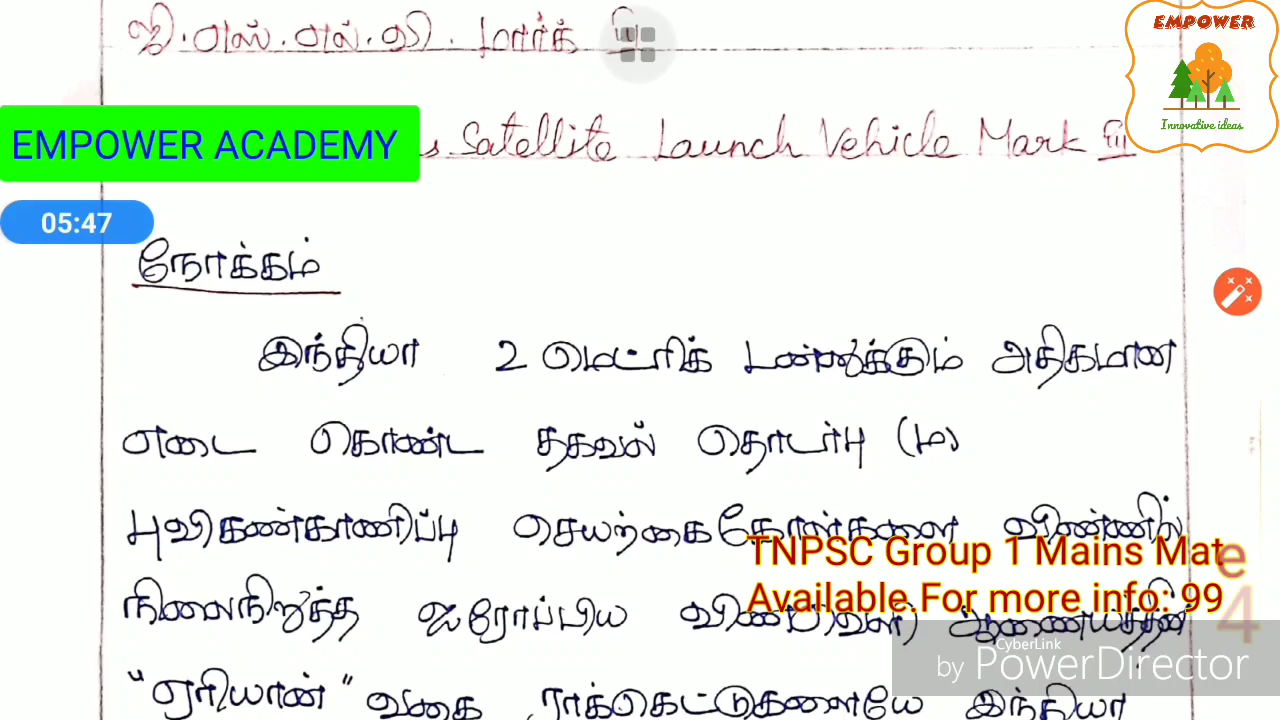 ஜி.எஸ்.எல்.வி. மார்க் III
EMPOWER
Innovative ideas
EMPOWER ACADEMY
Satellite Launch Vehicle Mark III
05:47
நோக்கம்
இந்தியா 2 மெட்ரிக் டன்னுக்கும் அதிகமான
எடை கொண்ட தகவல் தொடர்பு (ம)
புவிகண்காணிப்பு செயற்கைகோள்களை விண்ணில்
TNPSC Group 1 Mains Mat
நிலைநிறுத்த ஐரோப்பிய விண்வெளி
Available.For more info: 99
CyberLink
by PowerDirector
"ஏரியான்" வகை ராக்கெட்டுகளையே இந்தியா